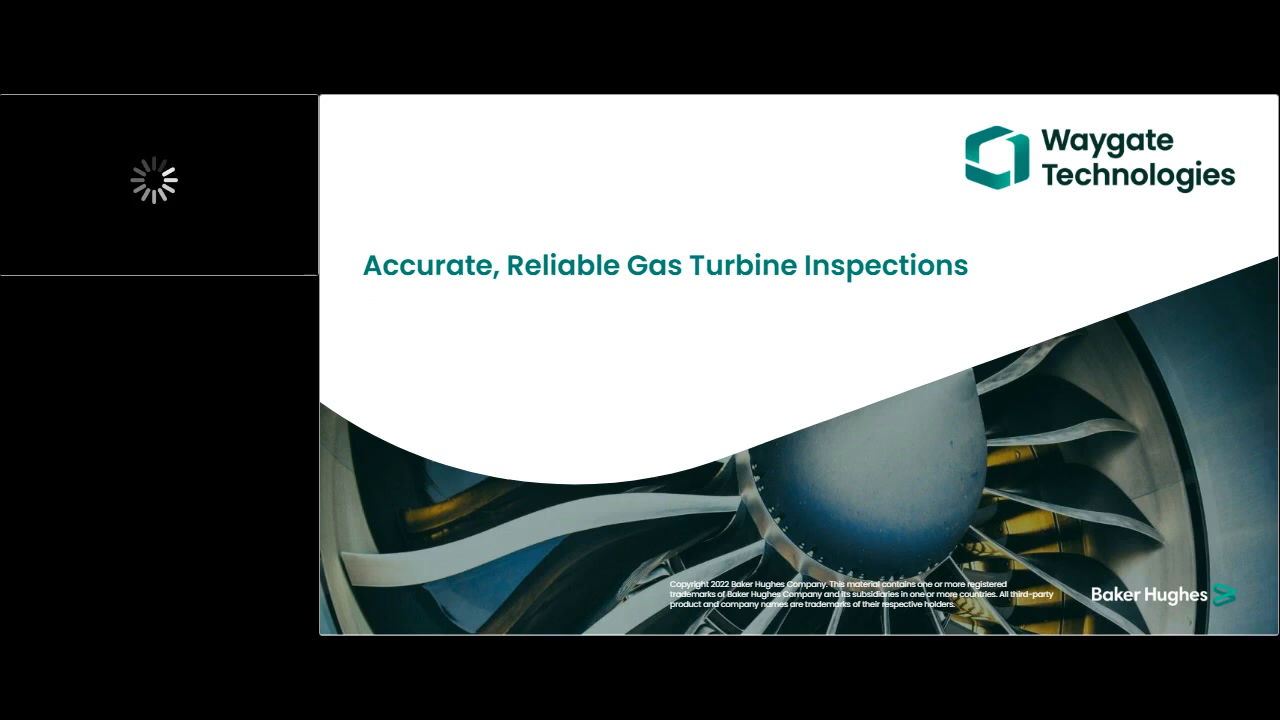 Waygate
Technologies
Accurate, Reliable Gas Turbine Inspections
Copyright 2022 Baker Hughes Company. This material contains one or more registered
trademarks of Baker Hughes Company and its subsidiaries in one or more countries. All third-party
product and company names are trademarks of their respective holders.
Baker Hughes